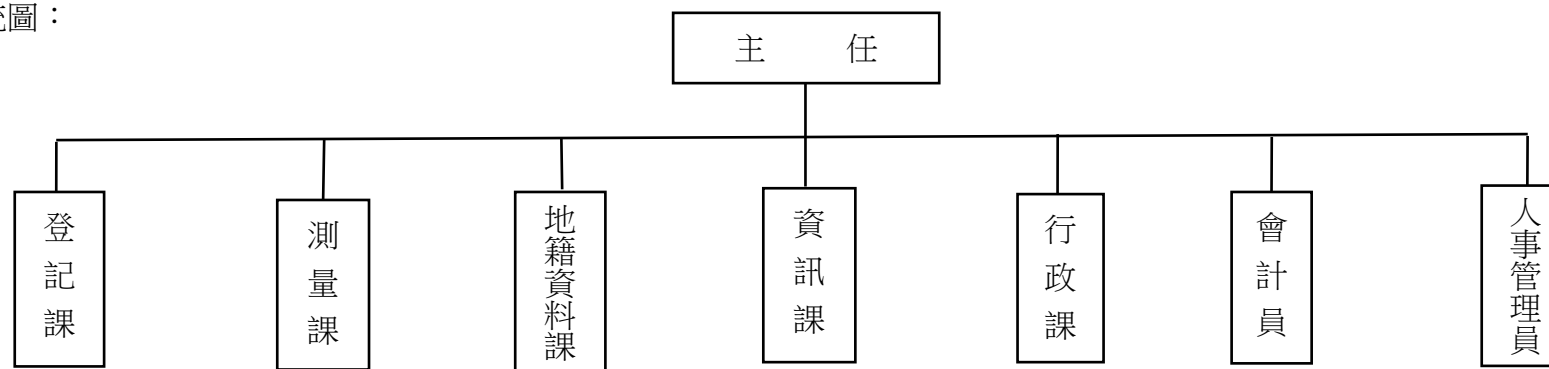 圖：
主任
登記課
測量課
地籍資料課
資訊課
行政課
會計員
人事管理員